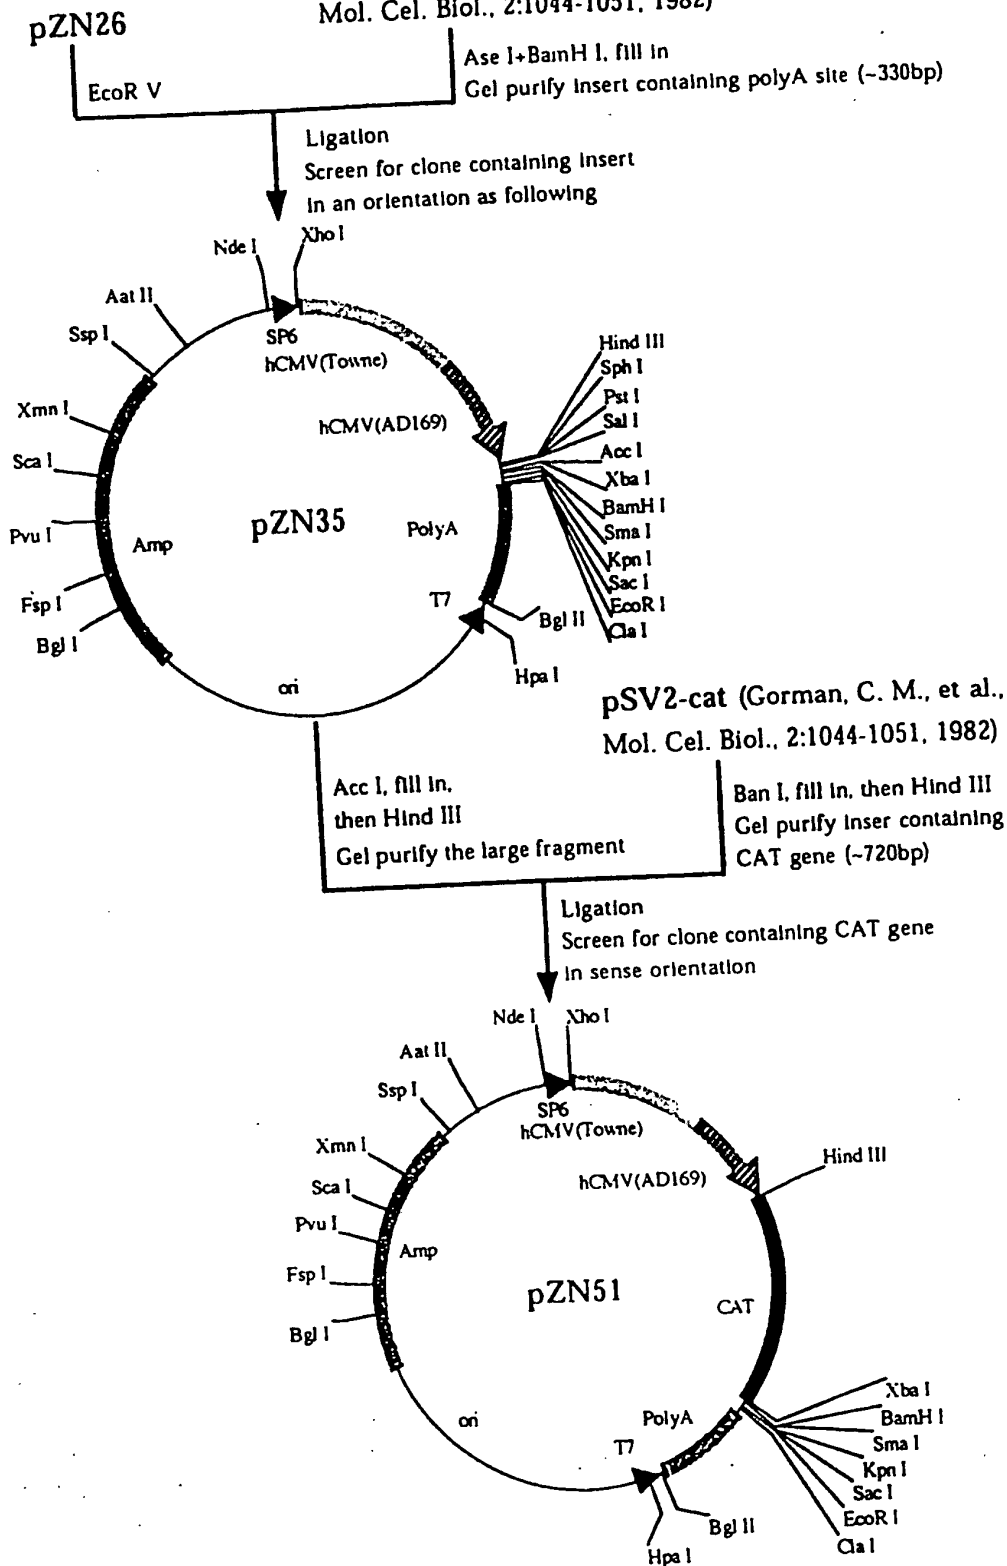 pZN26
Mol. Cel. Biol., 2:1044-1051, 1982)
EcoR V
Ase I+BamH I, fill in
Gel purify insert containing polyA site (~330bp)
Ligation
Screen for clone containing insert
in an orientation as following
Nde I
Xho I
Aat II
Ssp I
Xmn I
Sca I
Pvu I
Fsp I
Bgl I
SP6
hCMV(Towne)
hCMV(AD169)
pZN35
Amp
PolyA
T7
ori
Hind III
Sph I
Pst I
Sal I
Acc I
Xba I
BamH I
Sma I
Kpn I
Sac I
EcoR I
Cla I
Bgl II
Hpa I
pSV2-cat (Gorman, C. M., et al.,
Mol. Cel. Biol., 2:1044-1051, 1982)
Acc I, fill in,
then Hind III
Gel purify the large fragment
Ban I, fill in, then Hind III
Gel purify inser containing
CAT gene (~720bp)
Ligation
Screen for clone containing CAT gene
in sense orientation
Nde I
Xho I
Aat II
Ssp I
Xmn I
Sca I
Pvu I
Fsp I
Bgl I
SP6
hCMV(Towne)
hCMV(AD169)
Hind III
Amp
pZN51
CAT
ori
PolyA
T7
Xba I
BamH I
Sma I
Kpn I
Sac I
EcoR I
Cla I
Bgl II
Hpa I